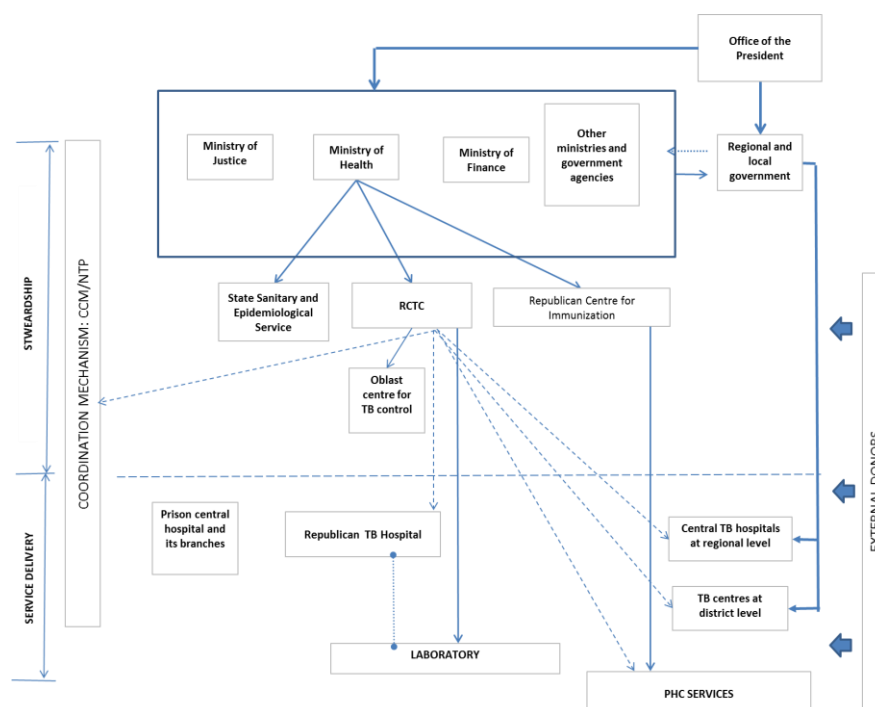 Office of the
President
Ministry of
Justice
Ministry of
Health
Ministry of
Finance
Other
ministries and
government
agencies
Regional and
local
government
STWEARDSHIP
COORDINATION MECHANISM: CCM/NTP
State Sanitary and
Epidemiological
Service
RCTC
Republican Centre for
Immunization
Oblast
centre for
TB control
EXTERNAL DONORS
SERVICE DELIVERY
Prison central
hospital and
its branches
Republican TB Hospital
Central TB hospitals
at regional level
TB centres at
district level
LABORATORY
PHC SERVICES